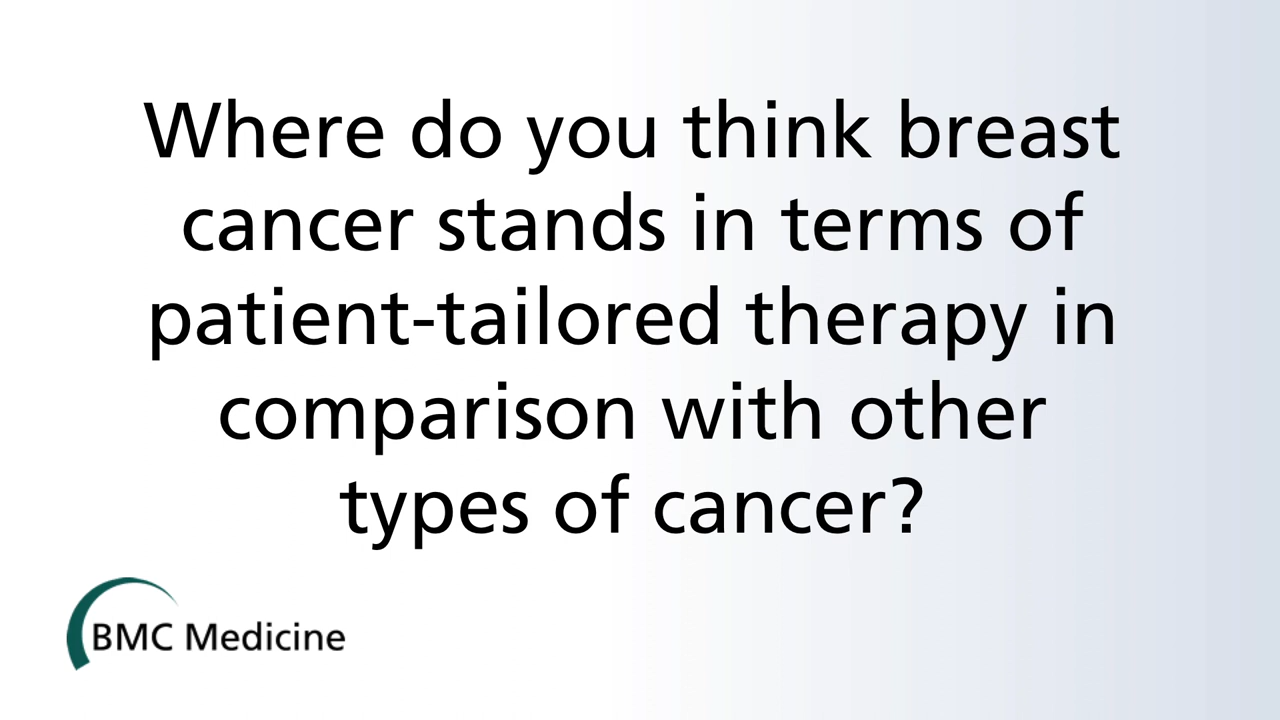 Where do you think breast
cancer stands in terms of
patient-tailored therapy in
comparison with other
types of cancer?
BMC Medicine